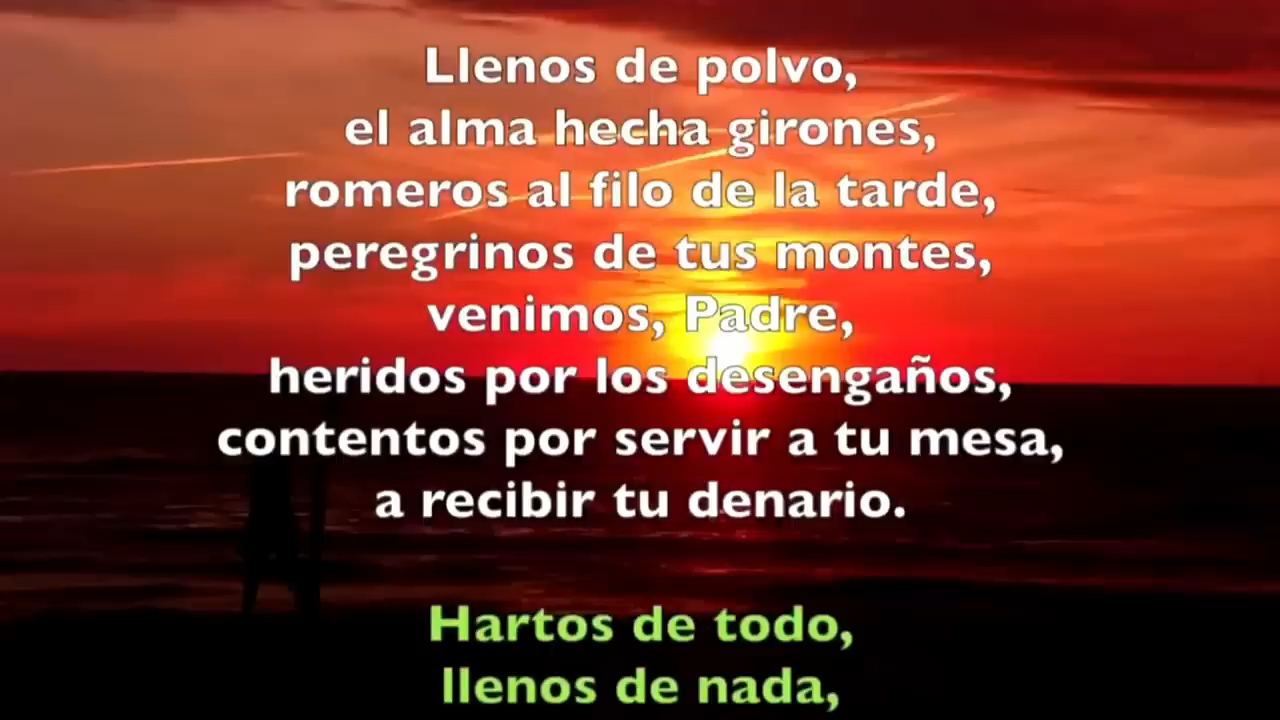 Llenos de polvo,
el alma hecha girones,
romeros al filo de la tarde,
peregrinos de tus montes,
venimos, Padre,
heridos por los desengaños,
contentos por servir a tu mesa,
a recibir tu denario.
Hartos de todo,
llenos de nada,